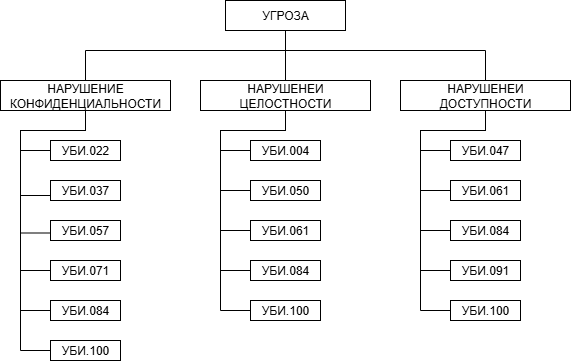 УГРОЗА
НАРУШЕНИЕ
КОНФИДЕНЦИАЛЬНОСТИ
НАРУШЕНЕИ
ЦЕЛОСТНОСТИ
НАРУШЕНЕИ
ДОСТУПНОСТИ
УБИ.022
УБИ.037
УБИ.057
УБИ.071
УБИ.084
УБИ.100
УБИ.004
УБИ.050
УБИ.061
УБИ.084
УБИ.100
УБИ.047
УБИ.061
УБИ.084
УБИ.091
УБИ.100